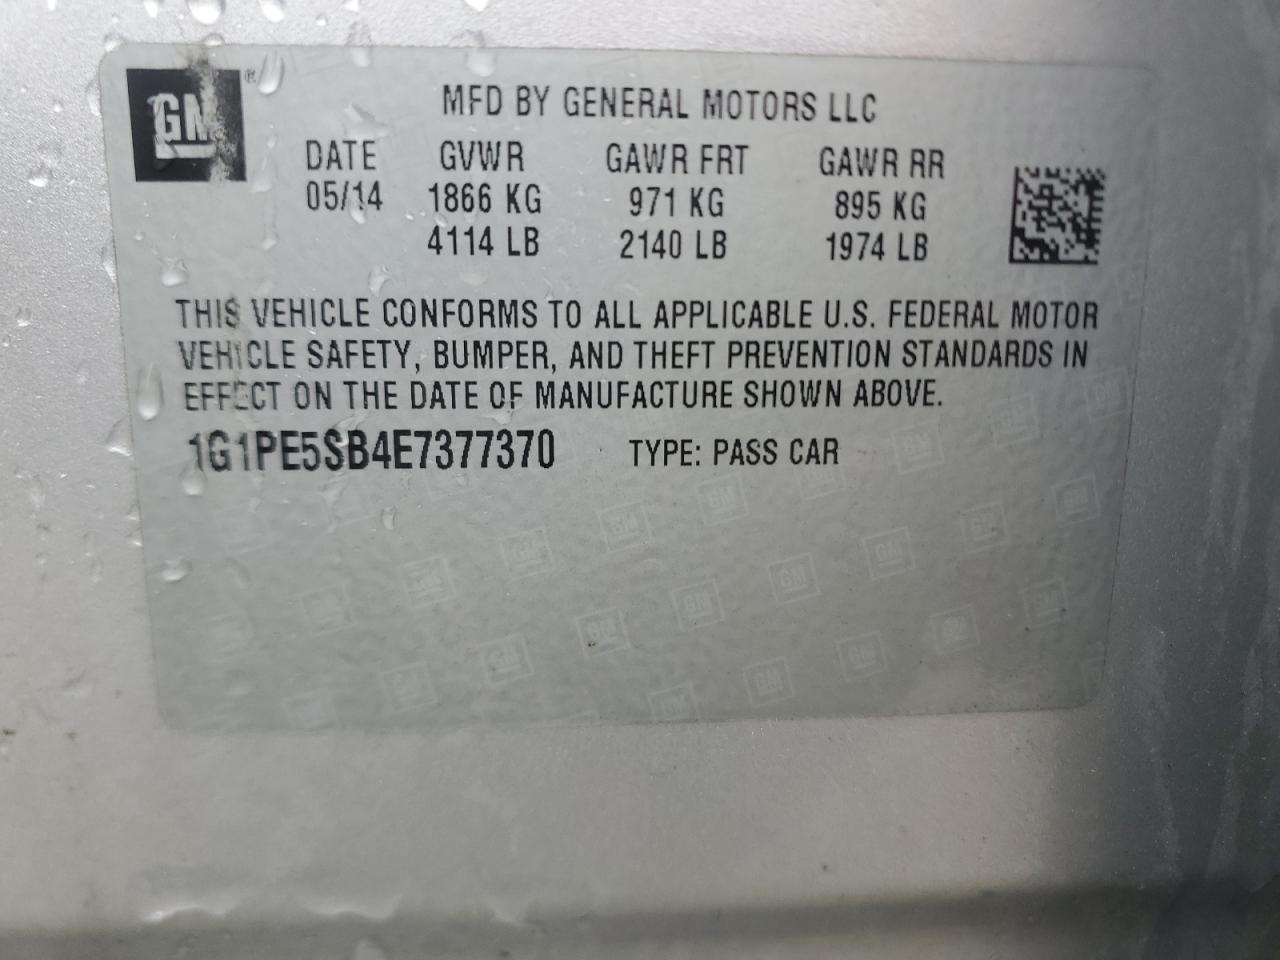 GM ®
MFD BY GENERAL MOTORS LLC
DATE GVWR GAWR FRT GAWR RR
05/14 1866 KG 971 KG 895 KG
4114 LB 2140 LB 1974 LB
THIS VEHICLE CONFORMS TO ALL APPLICABLE U.S. FEDERAL MOTOR
VEHICLE SAFETY, BUMPER, AND THEFT PREVENTION STANDARDS IN
EFFECT ON THE DATE OF MANUFACTURE SHOWN ABOVE.
1G1PE5SB4E7377370 TYPE: PASS CAR